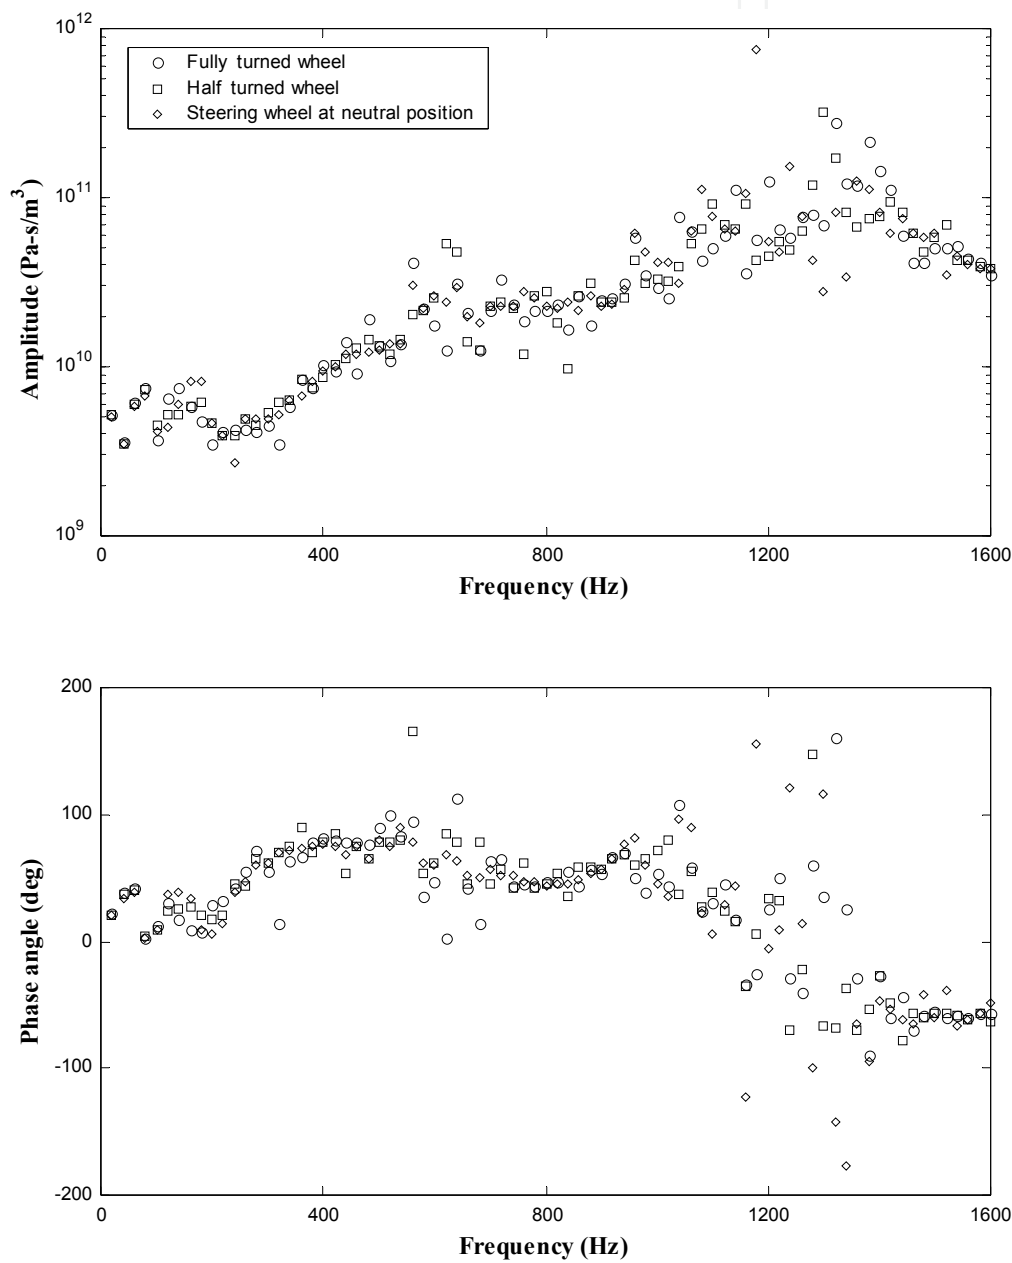 10^12
Fully turned wheel
Half turned wheel
Steering wheel at neutral position
10^11
10^10
10^9
Amplitude (Pa-s/m^3)
0 400 800 1200 1600
Frequency (Hz)
200
100
0
-100
-200
Phase angle (deg)
0 400 800 1200 1600
Frequency (Hz)